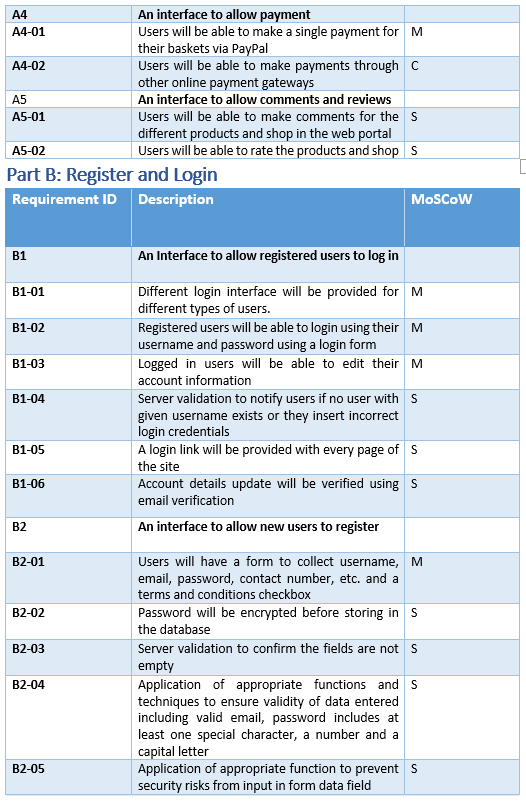 A4 An interface to allow payment
A4-01 Users will be able to make a single payment for M
their baskets via PayPal
A4-02 Users will be able to make payments through C
other online payment gateways
A5 An interface to allow comments and reviews
A5-01 Users will be able to make comments for the S
different products and shop in the web portal
A5-02 Users will be able to rate the products and shop S
Part B: Register and Login
Requirement ID Description MoSCoW
B1 An Interface to allow registered users to log in
B1-01 Different login interface will be provided for M
different types of users.
B1-02 Registered users will be able to login using their M
username and password using a login form
B1-03 Logged in users will be able to edit their M
account information
B1-04 Server validation to notify users if no user with S
given username exists or they insert incorrect
login credentials
B1-05 A login link will be provided with every page of S
the site
B1-06 Account details update will be verified using S
email verification
B2 An interface to allow new users to register
B2-01 Users will have a form to collect username, M
email, password, contact number, etc. and a
terms and conditions checkbox
B2-02 Password will be encrypted before storing in S
the database
B2-03 Server validation to confirm the fields are not S
empty
B2-04 Application of appropriate functions and S
techniques to ensure validity of data entered
including valid email, password includes at
least one special character, a number and a
capital letter
B2-05 Application of appropriate function to prevent S
security risks from input in form data field